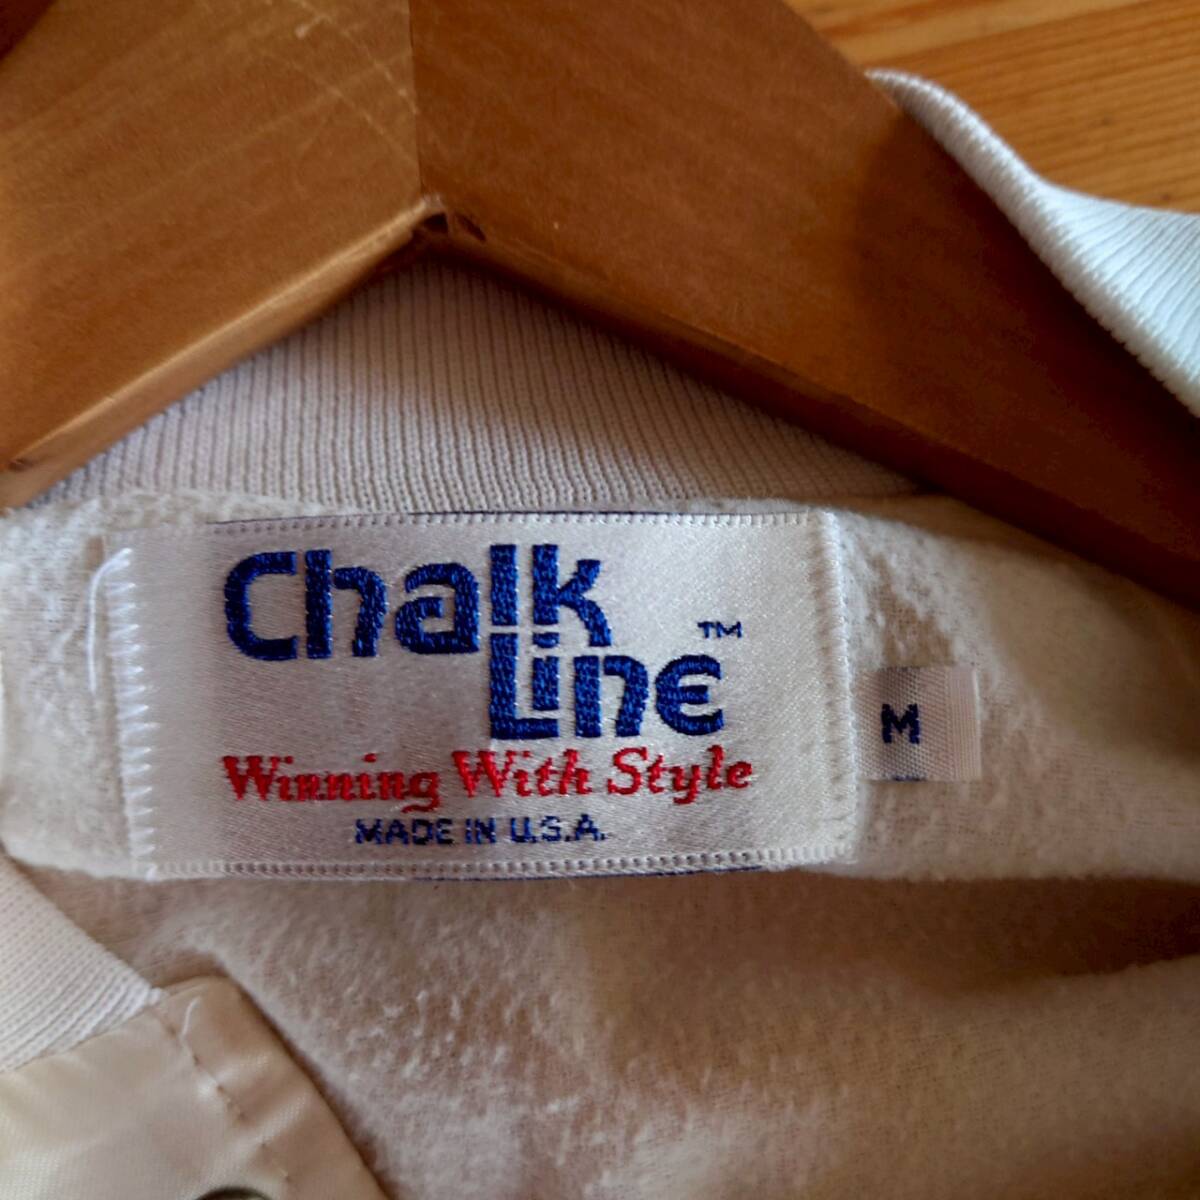 Chalk
Line™
Winning With Style
MADE IN U.S.A.
M